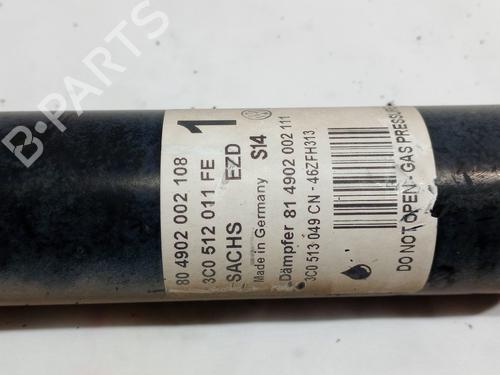 80 4902 002 108
3C0 512 011 FE 1
SACHS EZD
Made in Germany S14
Dämpfer 81 4902 002 111
3C0 513 049 CN - 46ZFH313
DO NOT OPEN - GAS PRESS
B-PARTS